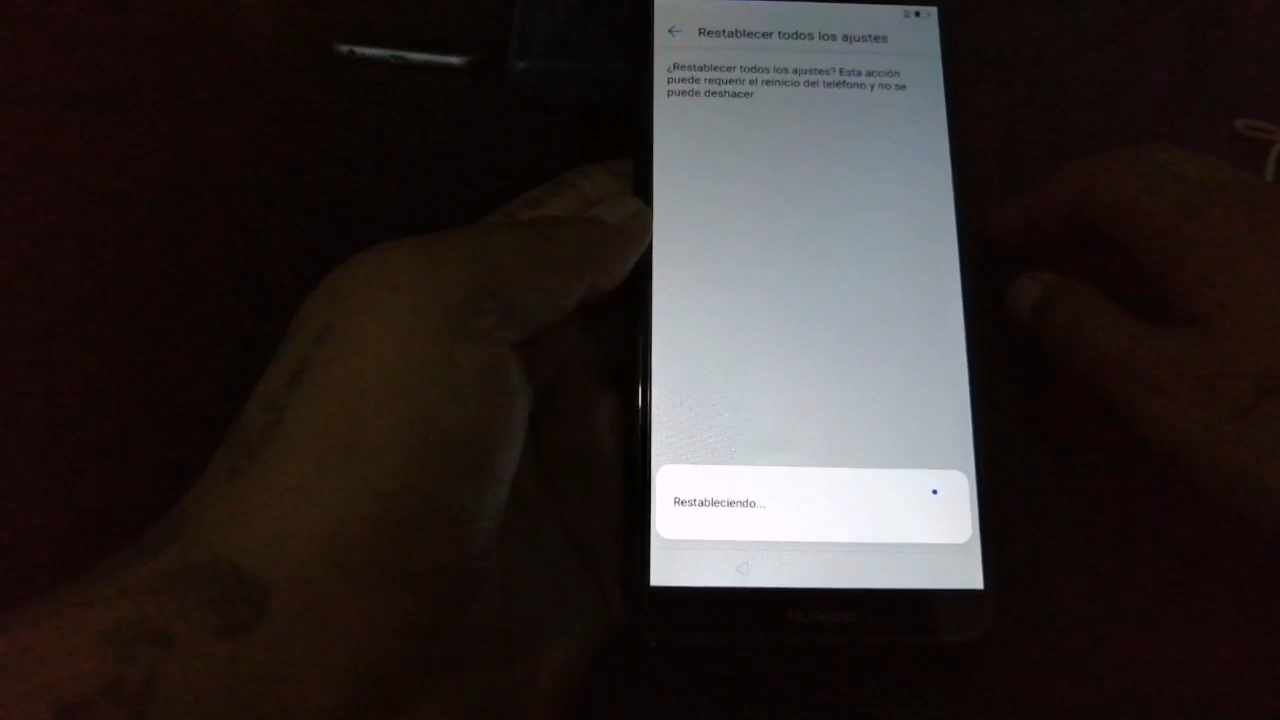 Restablecer todos los ajustes
¿Restablecer todos los ajustes? Esta acción
puede requerir el reinicio del teléfono y no se
puede deshacer.
Restableciendo...
HUAWEI